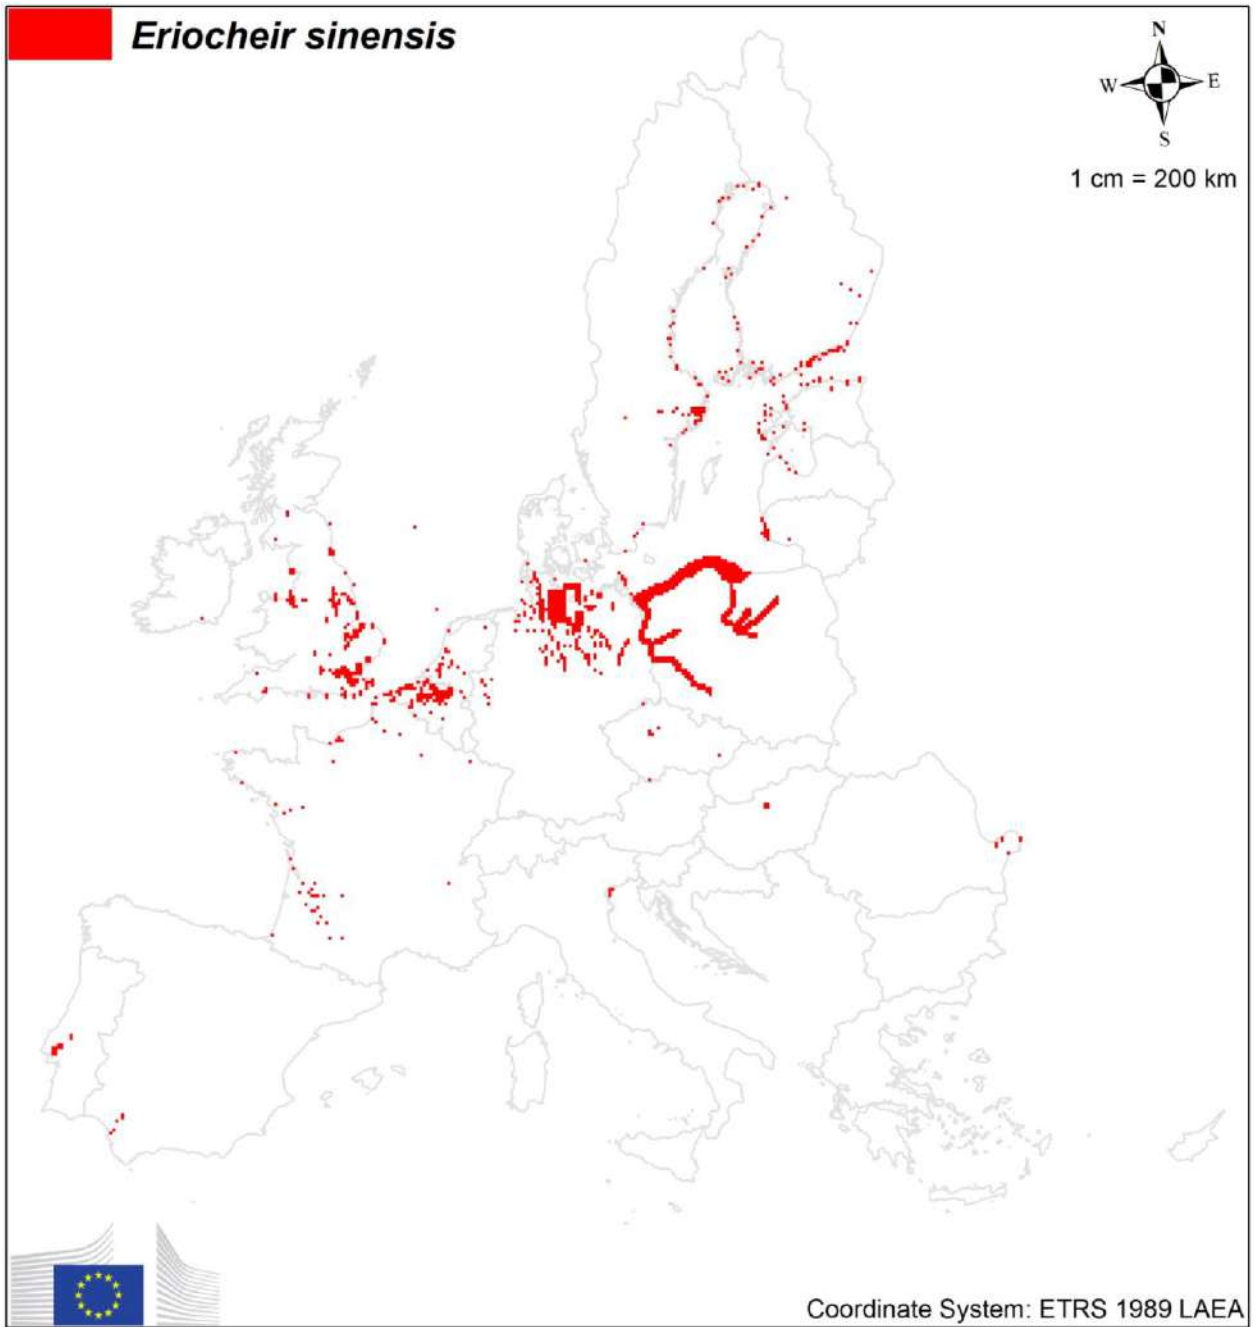 Eriocheir sinensis
N
W E
S
1 cm = 200 km
Coordinate System: ETRS 1989 LAEA